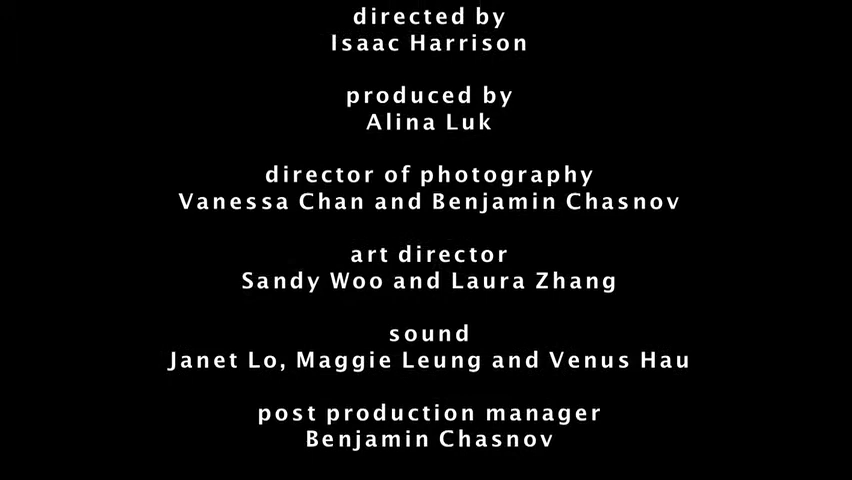 directed by
Isaac Harrison
produced by
Alina Luk
director of photography
Vanessa Chan and Benjamin Chasnov
art director
Sandy Woo and Laura Zhang
sound
Janet Lo, Maggie Leung and Venus Hau
post production manager
Benjamin Chasnov